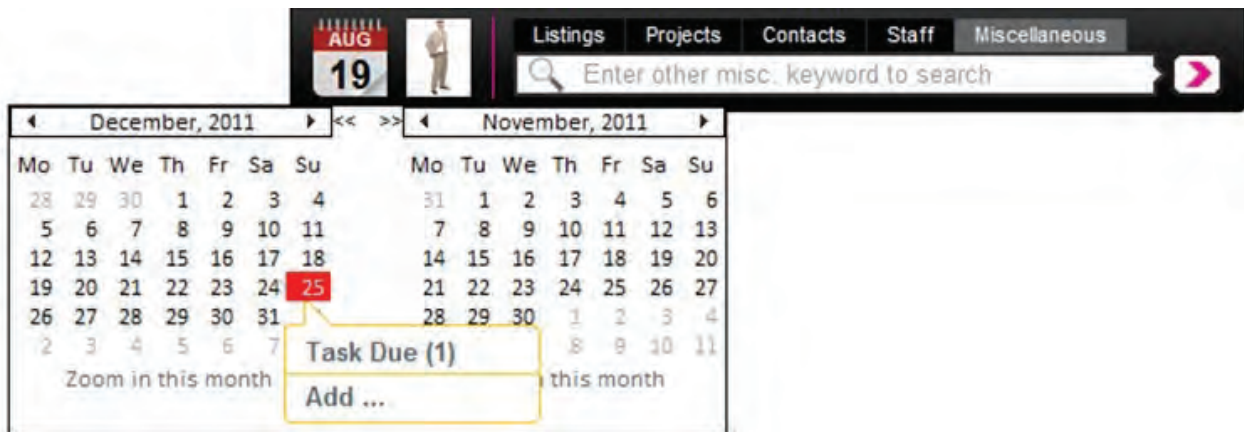 AUG
19
Listings Projects Contacts Staff Miscellaneous
Enter other misc. keyword to search
December, 2011 << >> November, 2011
Mo Tu We Th Fr Sa Su Mo Tu We Th Fr Sa Su
28 29 30 1 2 3 4 31 1 2 3 4 5 6
5 6 7 8 9 10 11 7 8 9 10 11 12 13
12 13 14 15 16 17 18 14 15 16 17 18 19 20
19 20 21 22 23 24 25 21 22 23 24 25 26 27
26 27 28 29 30 31 28 29 30 1 2 3 4
2 3 4 5 6 7 8 9 10 11
Task Due (1)
Zoom in this month this month
Add ...